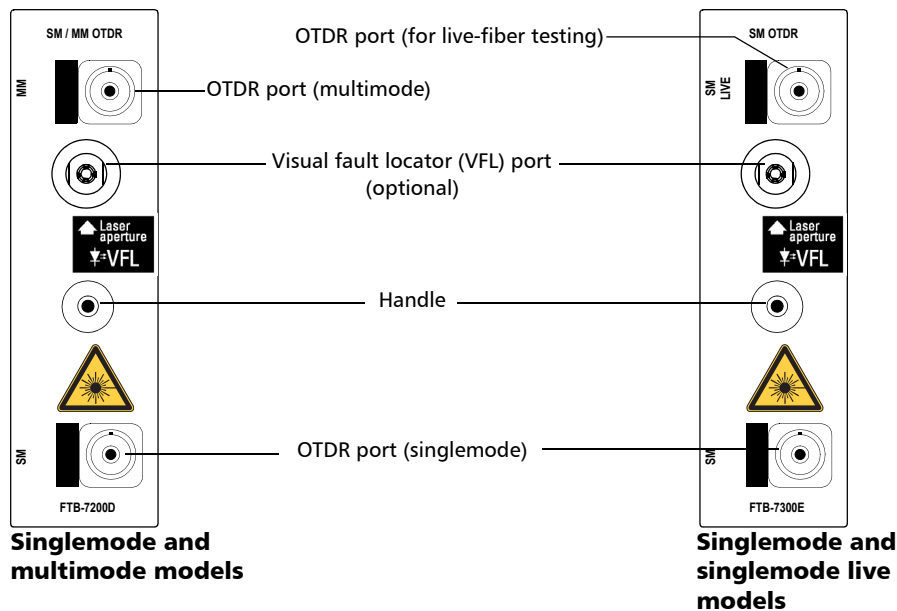 SM / MM OTDR
MM
OTDR port (for live-fiber testing)
SM OTDR
SM
LIVE
OTDR port (multimode)
Visual fault locator (VFL) port
(optional)
Laser
aperture
VFL
Laser
aperture
VFL
Handle
SM
OTDR port (singlemode)
SM
FTB-7200D
FTB-7300E
Singlemode and
multimode models
Singlemode and
singlemode live
models